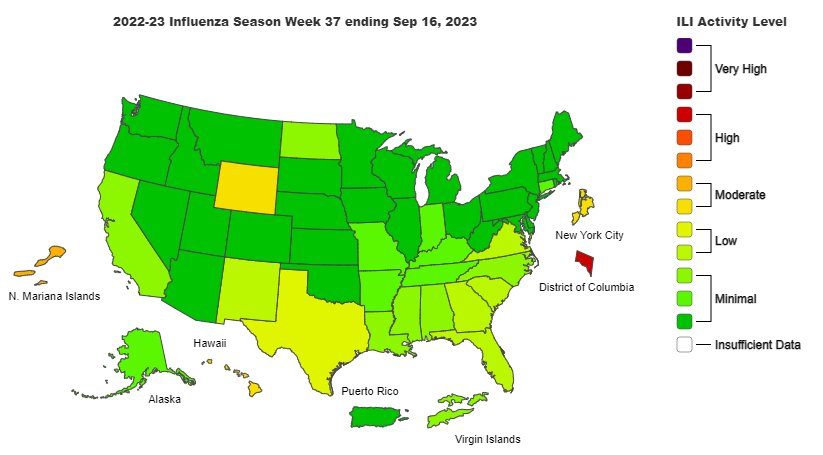 2022-23 Influenza Season Week 37 ending Sep 16, 2023
ILI Activity Level
Very High
High
Moderate
Low
Minimal
Insufficient Data
New York City
District of Columbia
N. Mariana Islands
Hawaii
Alaska
Puerto Rico
Virgin Islands